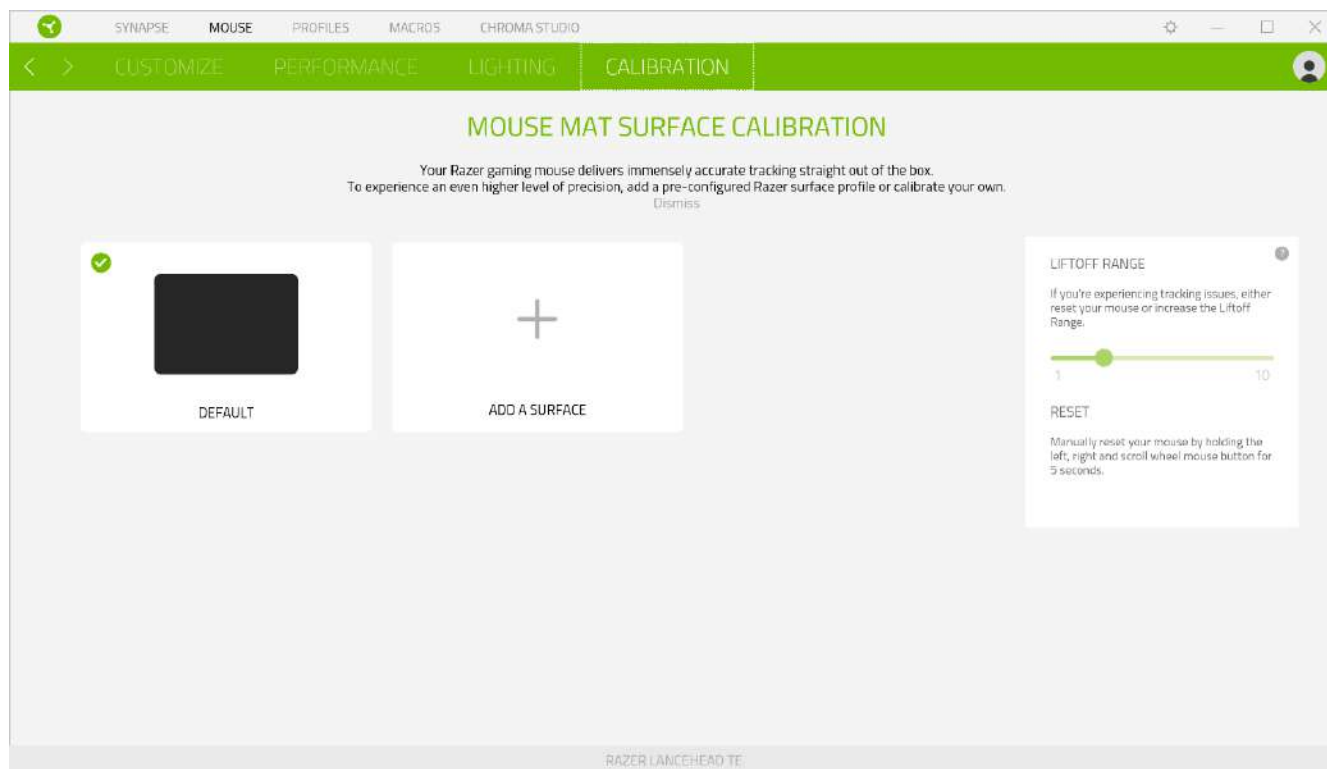 SYNAPSE MOUSE PROFILES MACROS CHROMA STUDIO
CUSTOMIZE PERFORMANCE LIGHTING CALIBRATION
MOUSE MAT SURFACE CALIBRATION
Your Razer gaming mouse delivers immensely accurate tracking straight out of the box.
To experience an even higher level of precision, add a pre-configured Razer surface profile or calibrate your own.
Dismiss
DEFAULT
ADD A SURFACE
LIFTOFF RANGE
?
If you're experiencing tracking issues, either
reset your mouse or increase the Liftoff
Range.
1 10
RESET
Manually reset your mouse by holding the
left, right and scroll wheel mouse button for
5 seconds.
RAZER LANCEHEAD TE